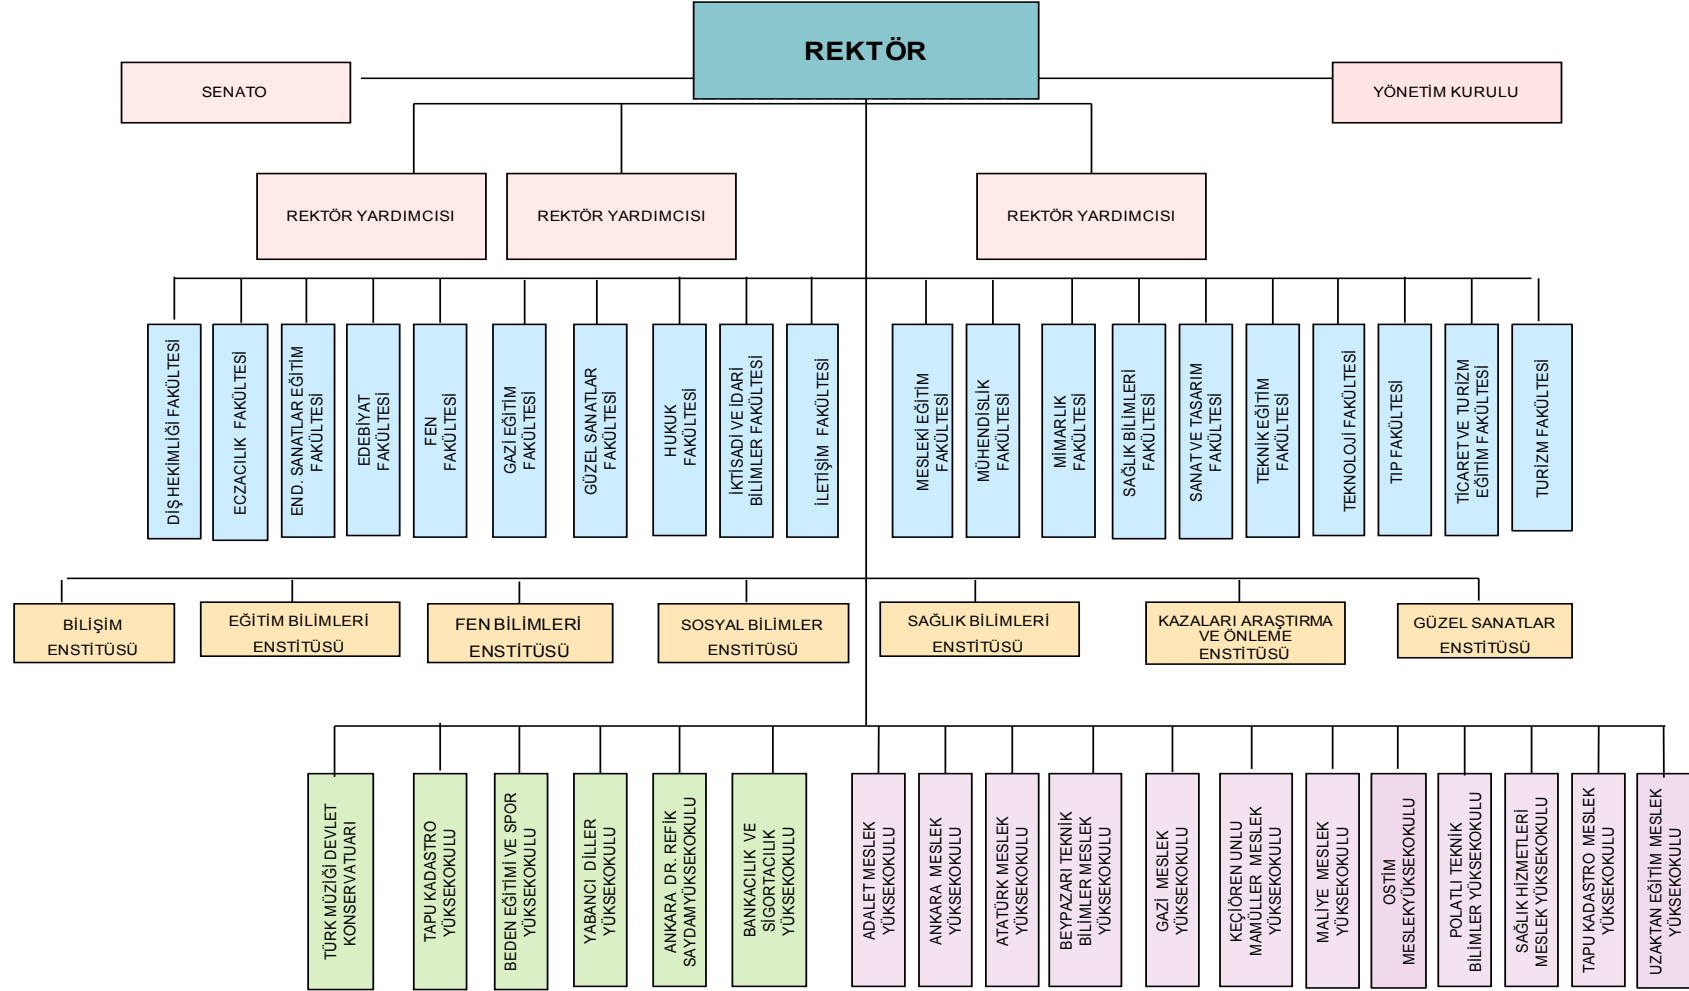 REKTÖR
SENATO
YÖNETİM KURULU
REKTÖR YARDIMCISI
REKTÖR YARDIMCISI
REKTÖR YARDIMCISI
DİŞ HEKİMLİĞİ FAKÜLTESİ
ECZACILIK FAKÜLTESİ
END. SANATLAR EĞİTİM
FAKÜLTESİ
EDEBİYAT
FAKÜLTESİ
FEN
FAKÜLTESİ
GAZİ EĞİTİM
FAKÜLTESİ
GÜZEL SANATLAR
FAKÜLTESİ
HUKUK
FAKÜLTESİ
İKTİSADİ VE İDARİ
BİLİMLER FAKÜLTESİ
İLETİŞİM FAKÜLTESİ
MESLEKİ EĞİTİM
FAKÜLTESİ
MÜHENDİSLİK
FAKÜLTESİ
MİMARLIK
FAKÜLTESİ
SAĞLIK BİLİMLERİ
FAKÜLTESİ
SANAT VE TASARIM
FAKÜLTESİ
TEKNİK EĞİTİM
FAKÜLTESİ
TEKNOLOJİ FAKÜLTESİ
TIP FAKÜLTESİ
TİCARET VE TURİZM
EĞİTİM FAKÜLTESİ
TURİZM FAKÜLTESİ
BİLİŞİM
ENSTİTÜSÜ
EĞİTİM BİLİMLERİ
ENSTİTÜSÜ
FEN BİLİMLERİ
ENSTİTÜSÜ
SOSYAL BİLİMLER
ENSTİTÜSÜ
SAĞLIK BİLİMLERİ
ENSTİTÜSÜ
KAZALARI ARAŞTIRMA
VE ÖNLEME
ENSTİTÜSÜ
GÜZEL SANATLAR
ENSTİTÜSÜ
TÜRK MÜZİĞİ DEVLET
KONSERVATUARI
TAPU KADASTRO
YÜKSEKOKULU
BEDEN EĞİTİMİ VE SPOR
YÜKSEKOKULU
YABANCI DİLLER
YÜKSEKOKULU
ANKARA DR. REFİK
SAYDAMYÜKSEKOKULU
BANKACILIK VE
SİGORTACILIK
YÜKSEKOKULU
ADALET MESLEK
YÜKSEKOKULU
ANKARA MESLEK
YÜKSEKOKULU
ATATÜRK MESLEK
YÜKSEKOKULU
BEYPAZARI TEKNİK
BİLİMLER MESLEK
YÜKSEKOKULU
GAZİ MESLEK
YÜKSEKOKULU
KEÇİÖREN UNLU
MAMÜLLER MESLEK
YÜKSEKOKULU
MALİYE MESLEK
YÜKSEKOKULU
OSTİM
MESLEKYÜKSEKOKULU
POLATLI TEKNİK
BİLİMLER YÜKSEKOKULU
SAĞLIK HİZMETLERİ
MESLEK YÜKSEKOKULU
TAPU KADASTRO MESLEK
YÜKSEKOKULU
UZAKTAN EĞİTİM MESLEK
YÜKSEKOKULU